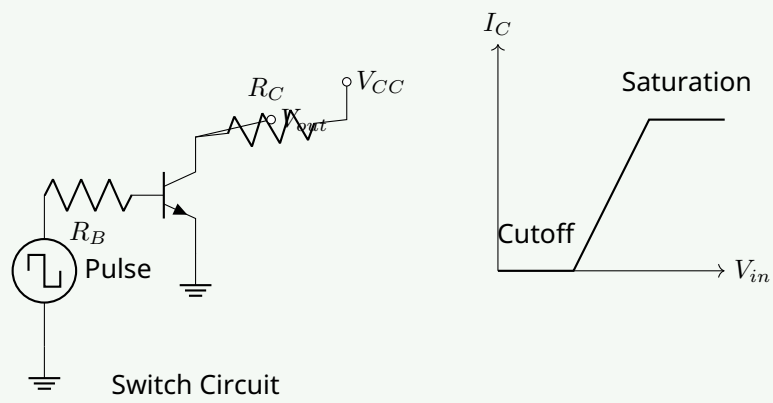 I_C
R_C
V_CC
Saturation
V_out
R_B
Cutoff
Pulse
V_in
Switch Circuit